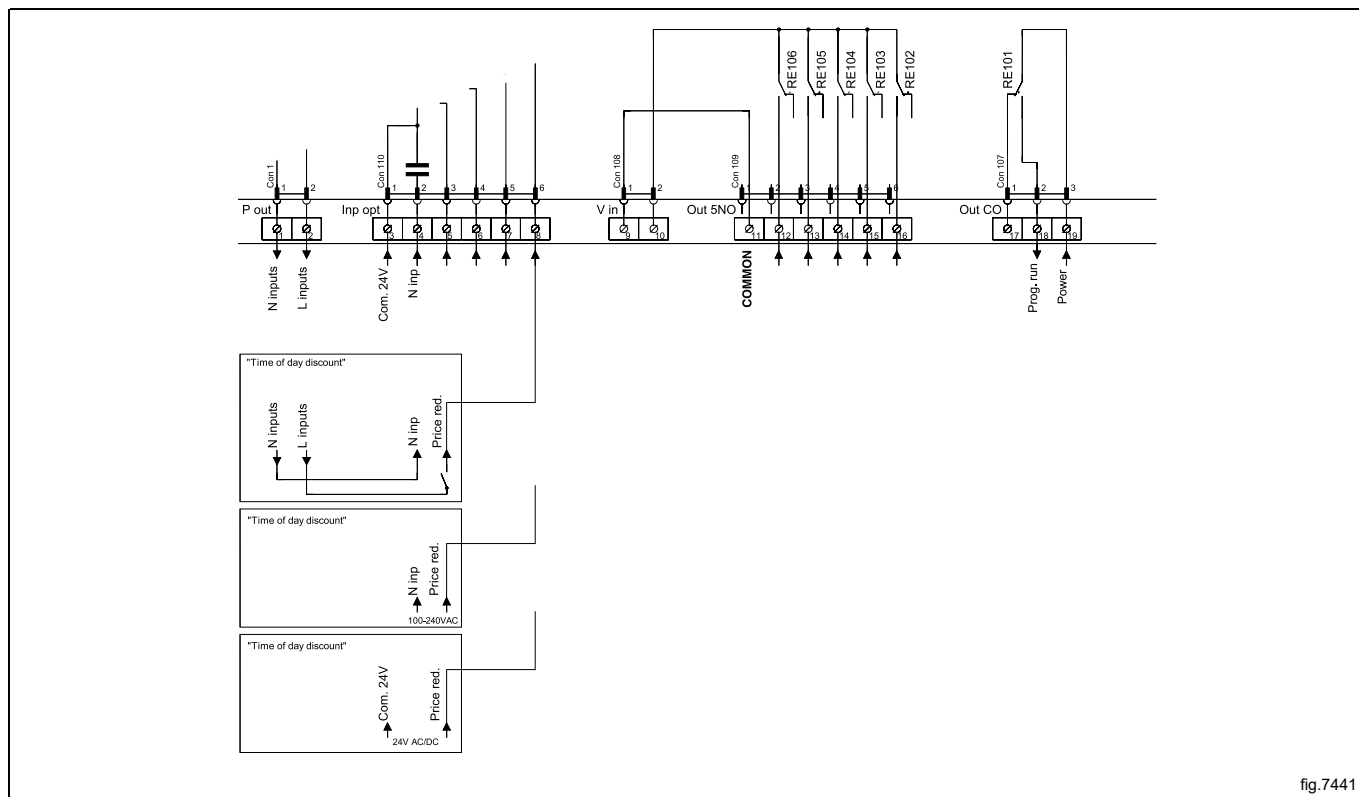 RE106
RE105
RE104
RE103
RE102
RE101
Con 1
Con 110
Con 108
Con 109
Con 107
1 2
1 2 3 4 5 6
1 2
1 2 3 4 5 6
1 2 3
P out
Inp opt
V in
Out 5NO
Out CO
1 2
3 4 5 6 7 8
9 10
11 12 13 14 15 16
17 18 19
N inputs
L inputs
Com. 24V
N inp
COMMON
Prog. run
Power
"Time of day discount"
N inputs
L inputs
N inp
Price red.
"Time of day discount"
N inp
Price red.
100-240VAC
"Time of day discount"
Com. 24V
Price red.
24V AC/DC
fig.7441